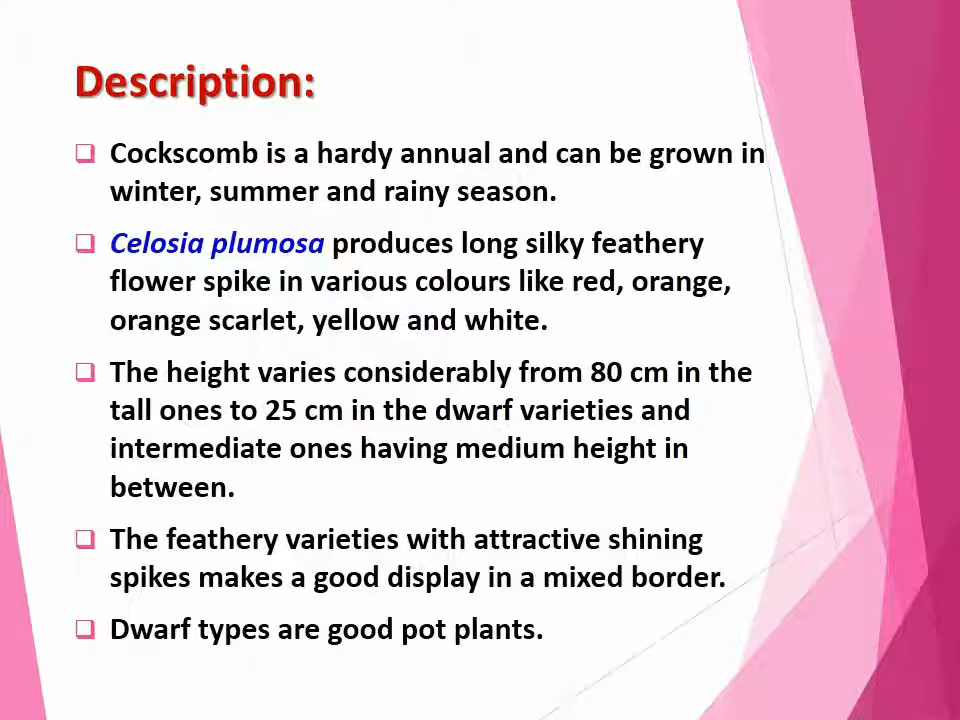 Description:
Cockscomb is a hardy annual and can be grown in
winter, summer and rainy season.
Celosia plumosa produces long silky feathery
flower spike in various colours like red, orange,
orange scarlet, yellow and white.
The height varies considerably from 80 cm in the
tall ones to 25 cm in the dwarf varieties and
intermediate ones having medium height in
between.
The feathery varieties with attractive shining
spikes makes a good display in a mixed border.
Dwarf types are good pot plants.